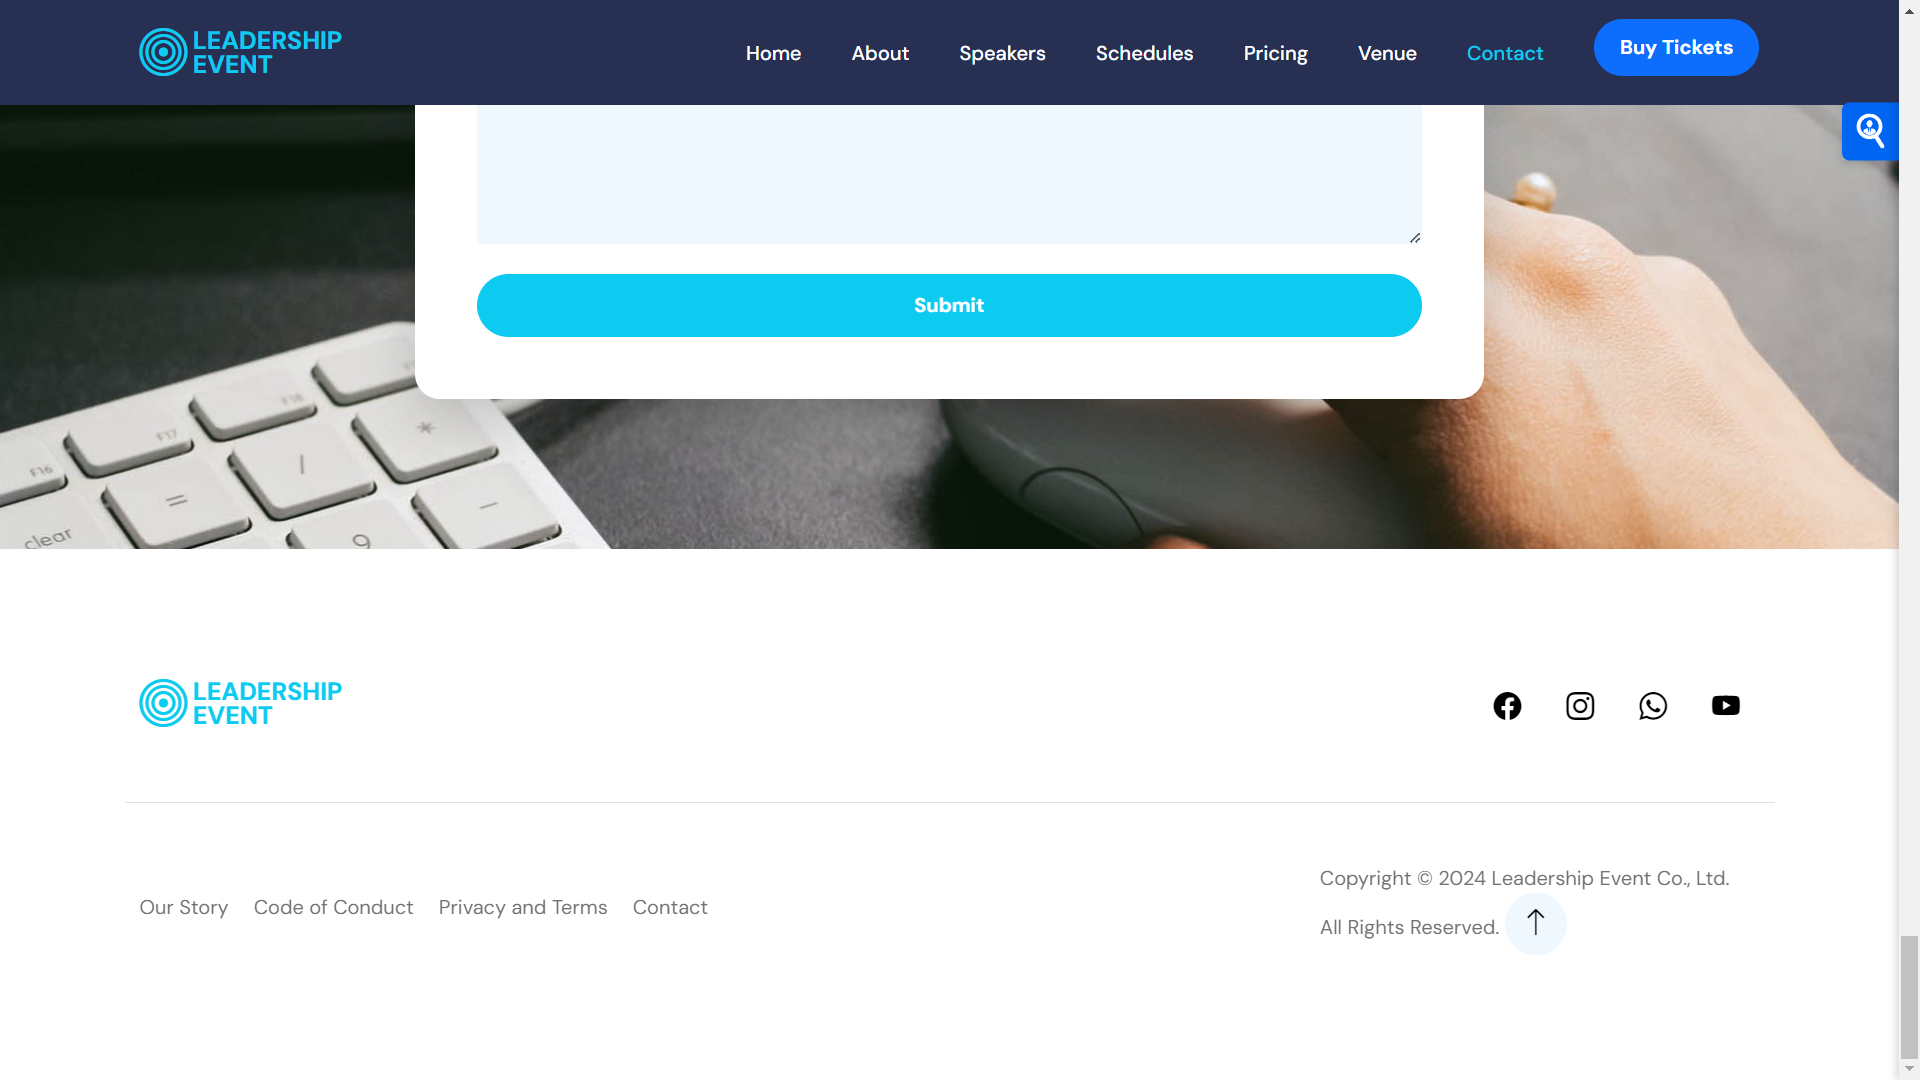 LEADERSHIP
EVENT
Home
About
Speakers
Schedules
Pricing
Venue
Contact
Buy Tickets
Submit
F18
F17
F16
*
/
=
-
clear
9
LEADERSHIP
EVENT
Our Story
Code of Conduct
Privacy and Terms
Contact
Copyright © 2024 Leadership Event Co., Ltd.
All Rights Reserved.